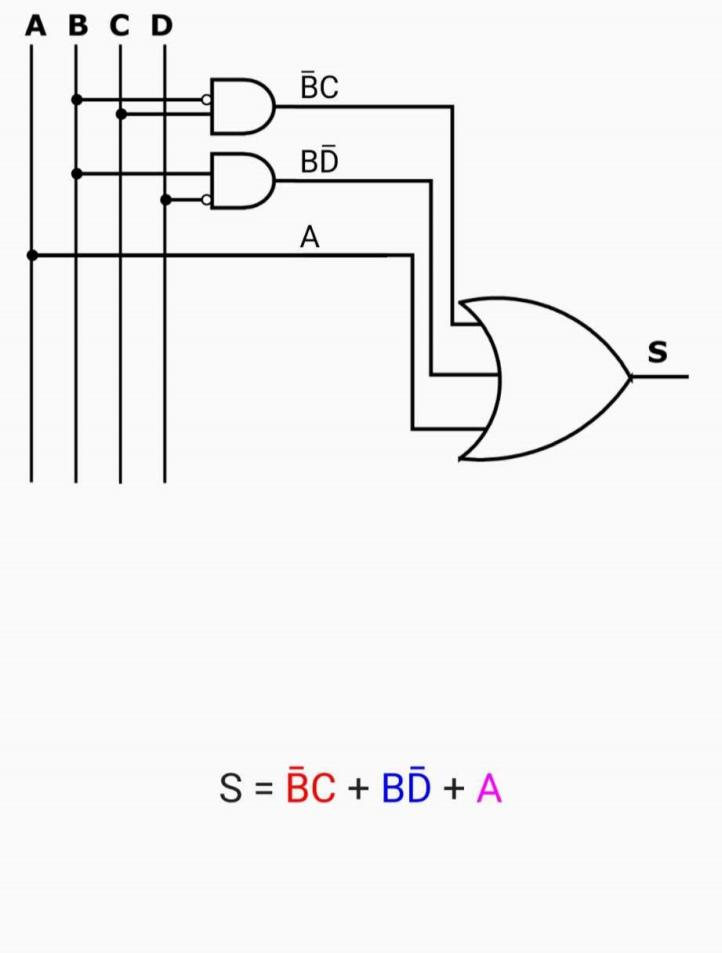 A B C D
B̄C
BD̄
A
S
S = B̄C + BD̄ + A